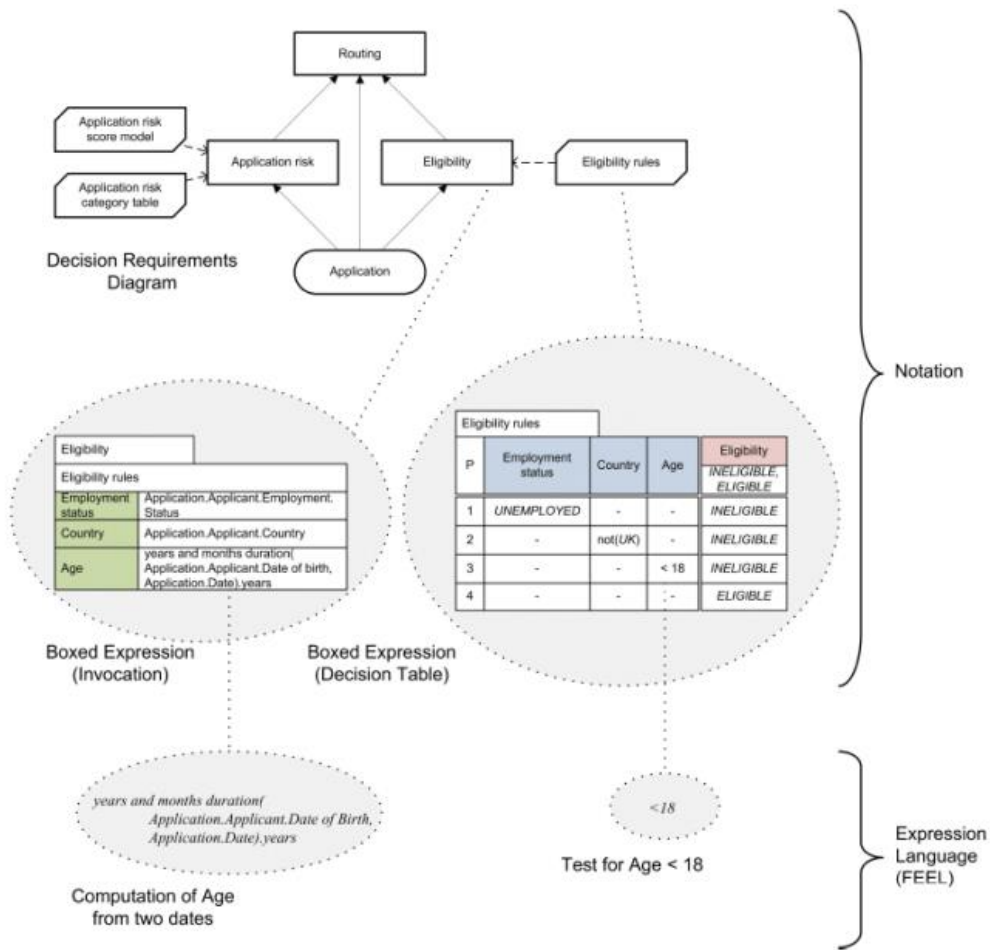 Routing
Application risk
score model
Application risk
category table
Application risk
Eligibility
Eligibility rules
Application
Decision Requirements
Diagram
Notation
Eligibility
Eligibility rules
Employment
status
Application.Applicant.Employment.
Status
Country
Application.Applicant.Country
Age
years and months duration(
Application.Applicant.Date of birth,
Application.Date).years
Boxed Expression
(Invocation)
Eligibility rules
P
Employment
status
Country
Age
Eligibility
INELIGIBLE,
ELIGIBLE
1 UNEMPLOYED - - INELIGIBLE
2 - not(UK) - INELIGIBLE
3 - - < 18 INELIGIBLE
4 - - - ELIGIBLE
Boxed Expression
(Decision Table)
years and months duration(
Application.Applicant.Date of Birth,
Application.Date).years
Computation of Age
from two dates
<18
Test for Age < 18
Expression
Language
(FEEL)